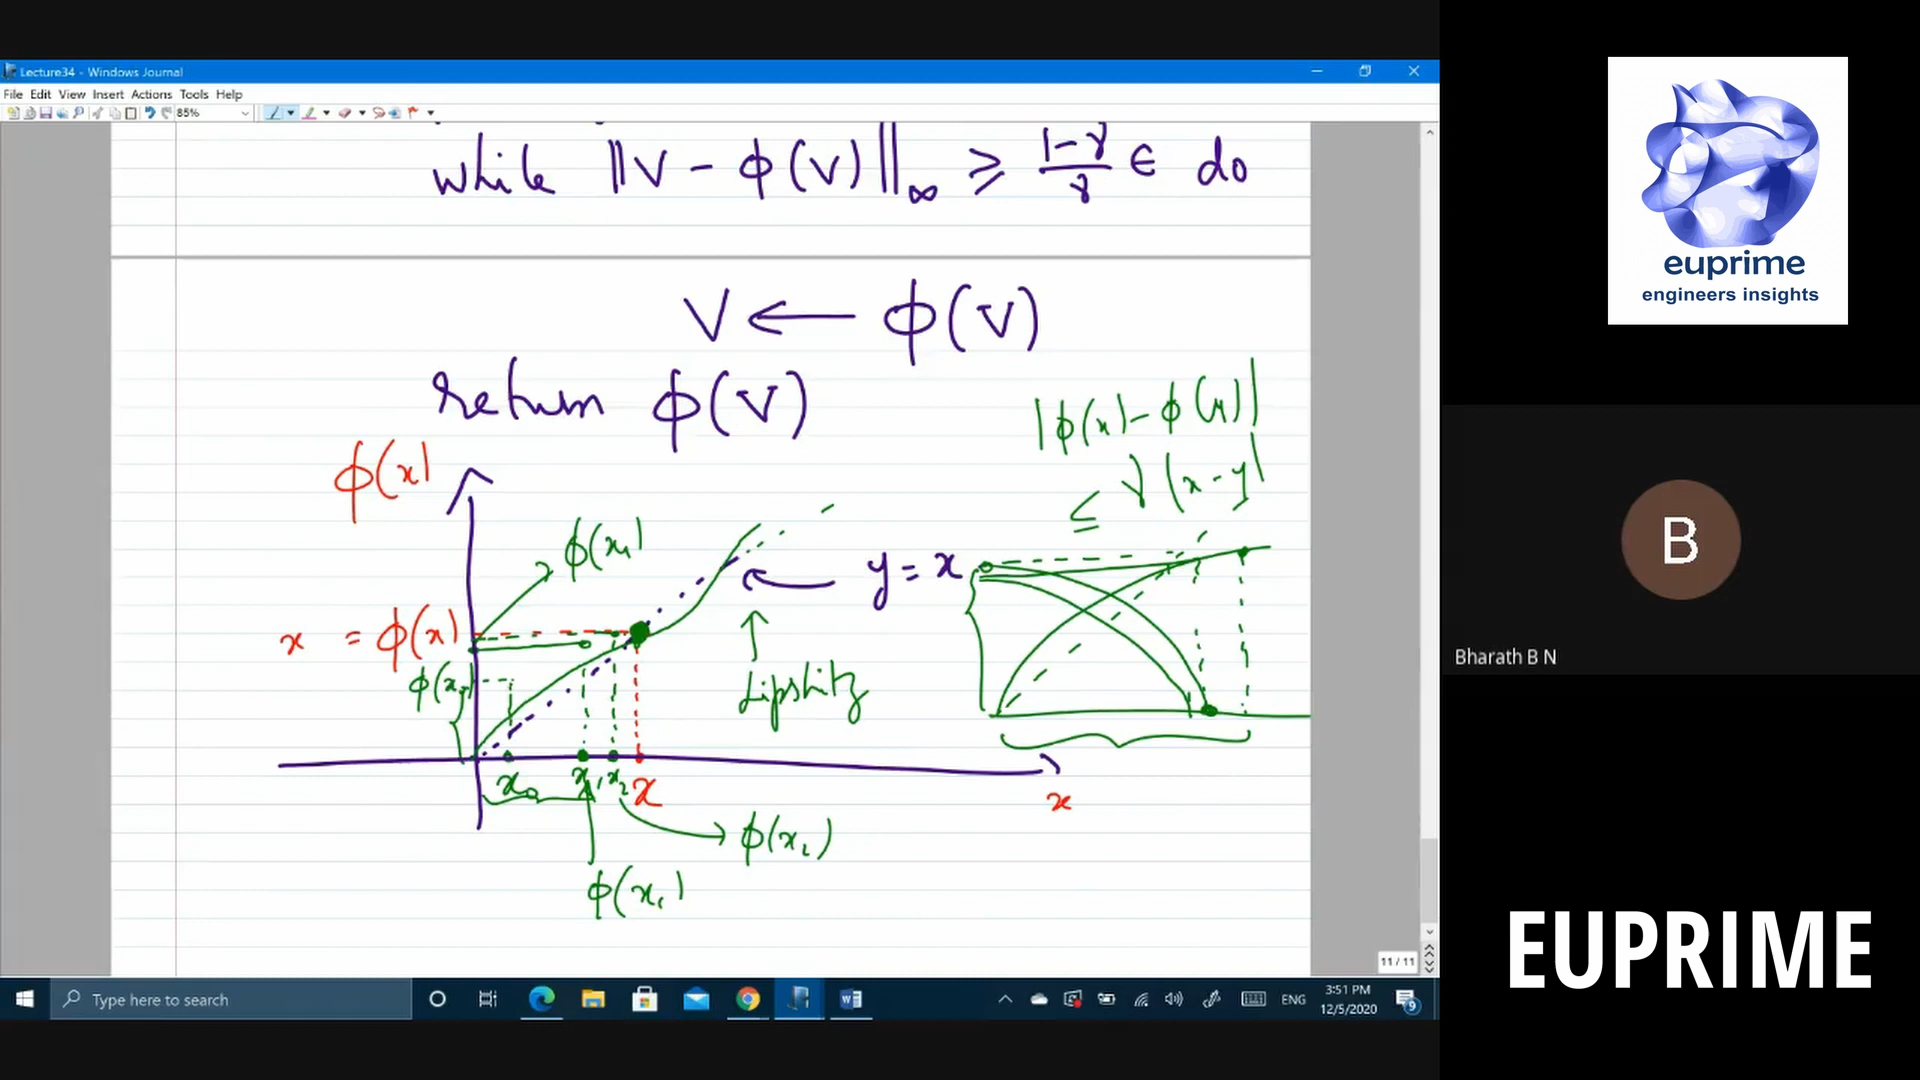 Lecture34 - Windows Journal
File Edit View Insert Actions Tools Help
85%
while ||V - ϕ(V)||∞ ≥ 1-γ/γ ϵ do
V ← ϕ(V)
return ϕ(V)
|ϕ(x) - ϕ(y)|
≤ γ |x-y|
ϕ(x)
ϕ(x1)
y = x
x = ϕ(x)
Lipshitz
x0 x1 x2 x
x
ϕ(x2)
ϕ(x1)
11 / 11
Type here to search
ENG
3:51 PM
12/5/2020
9
euprime
engineers insights
B
Bharath B N
EUPRIME